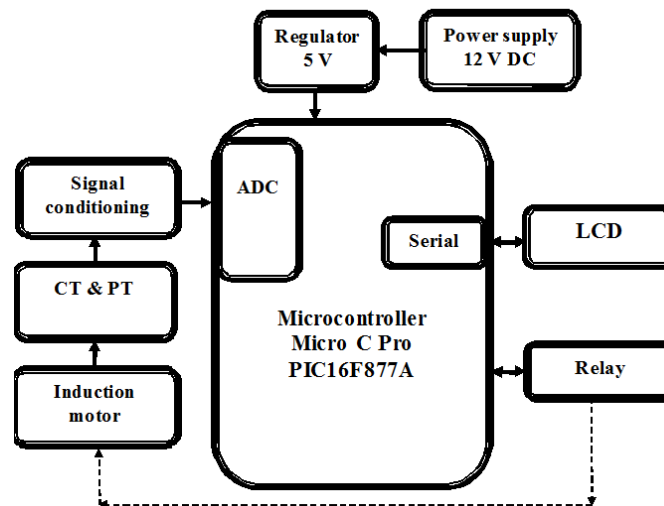 Regulator
5 V
Power supply
12 V DC
Signal
conditioning
ADC
Serial
LCD
CT & PT
Microcontroller
Micro C Pro
PIC16F877A
Induction
motor
Relay